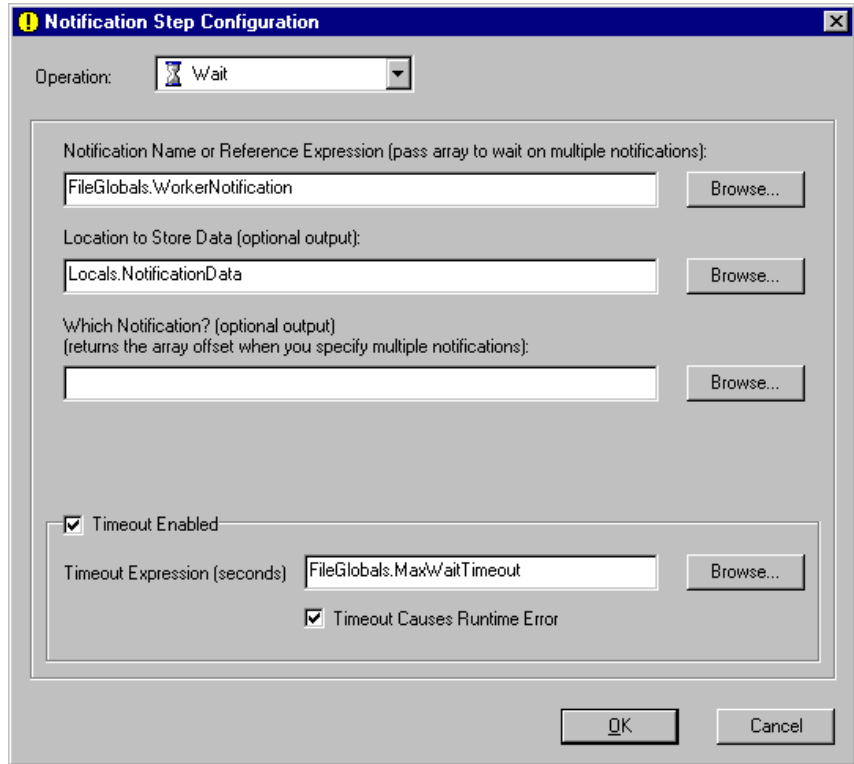 Notification Step Configuration
Operation: Wait
Notification Name or Reference Expression (pass array to wait on multiple notifications):
FileGlobals.WorkerNotification Browse...
Location to Store Data (optional output):
Locals.NotificationData Browse...
Which Notification? (optional output)
(returns the array offset when you specify multiple notifications):
Browse...
Timeout Enabled
Timeout Expression (seconds) FileGlobals.MaxWaitTimeout Browse...
Timeout Causes Runtime Error
OK Cancel